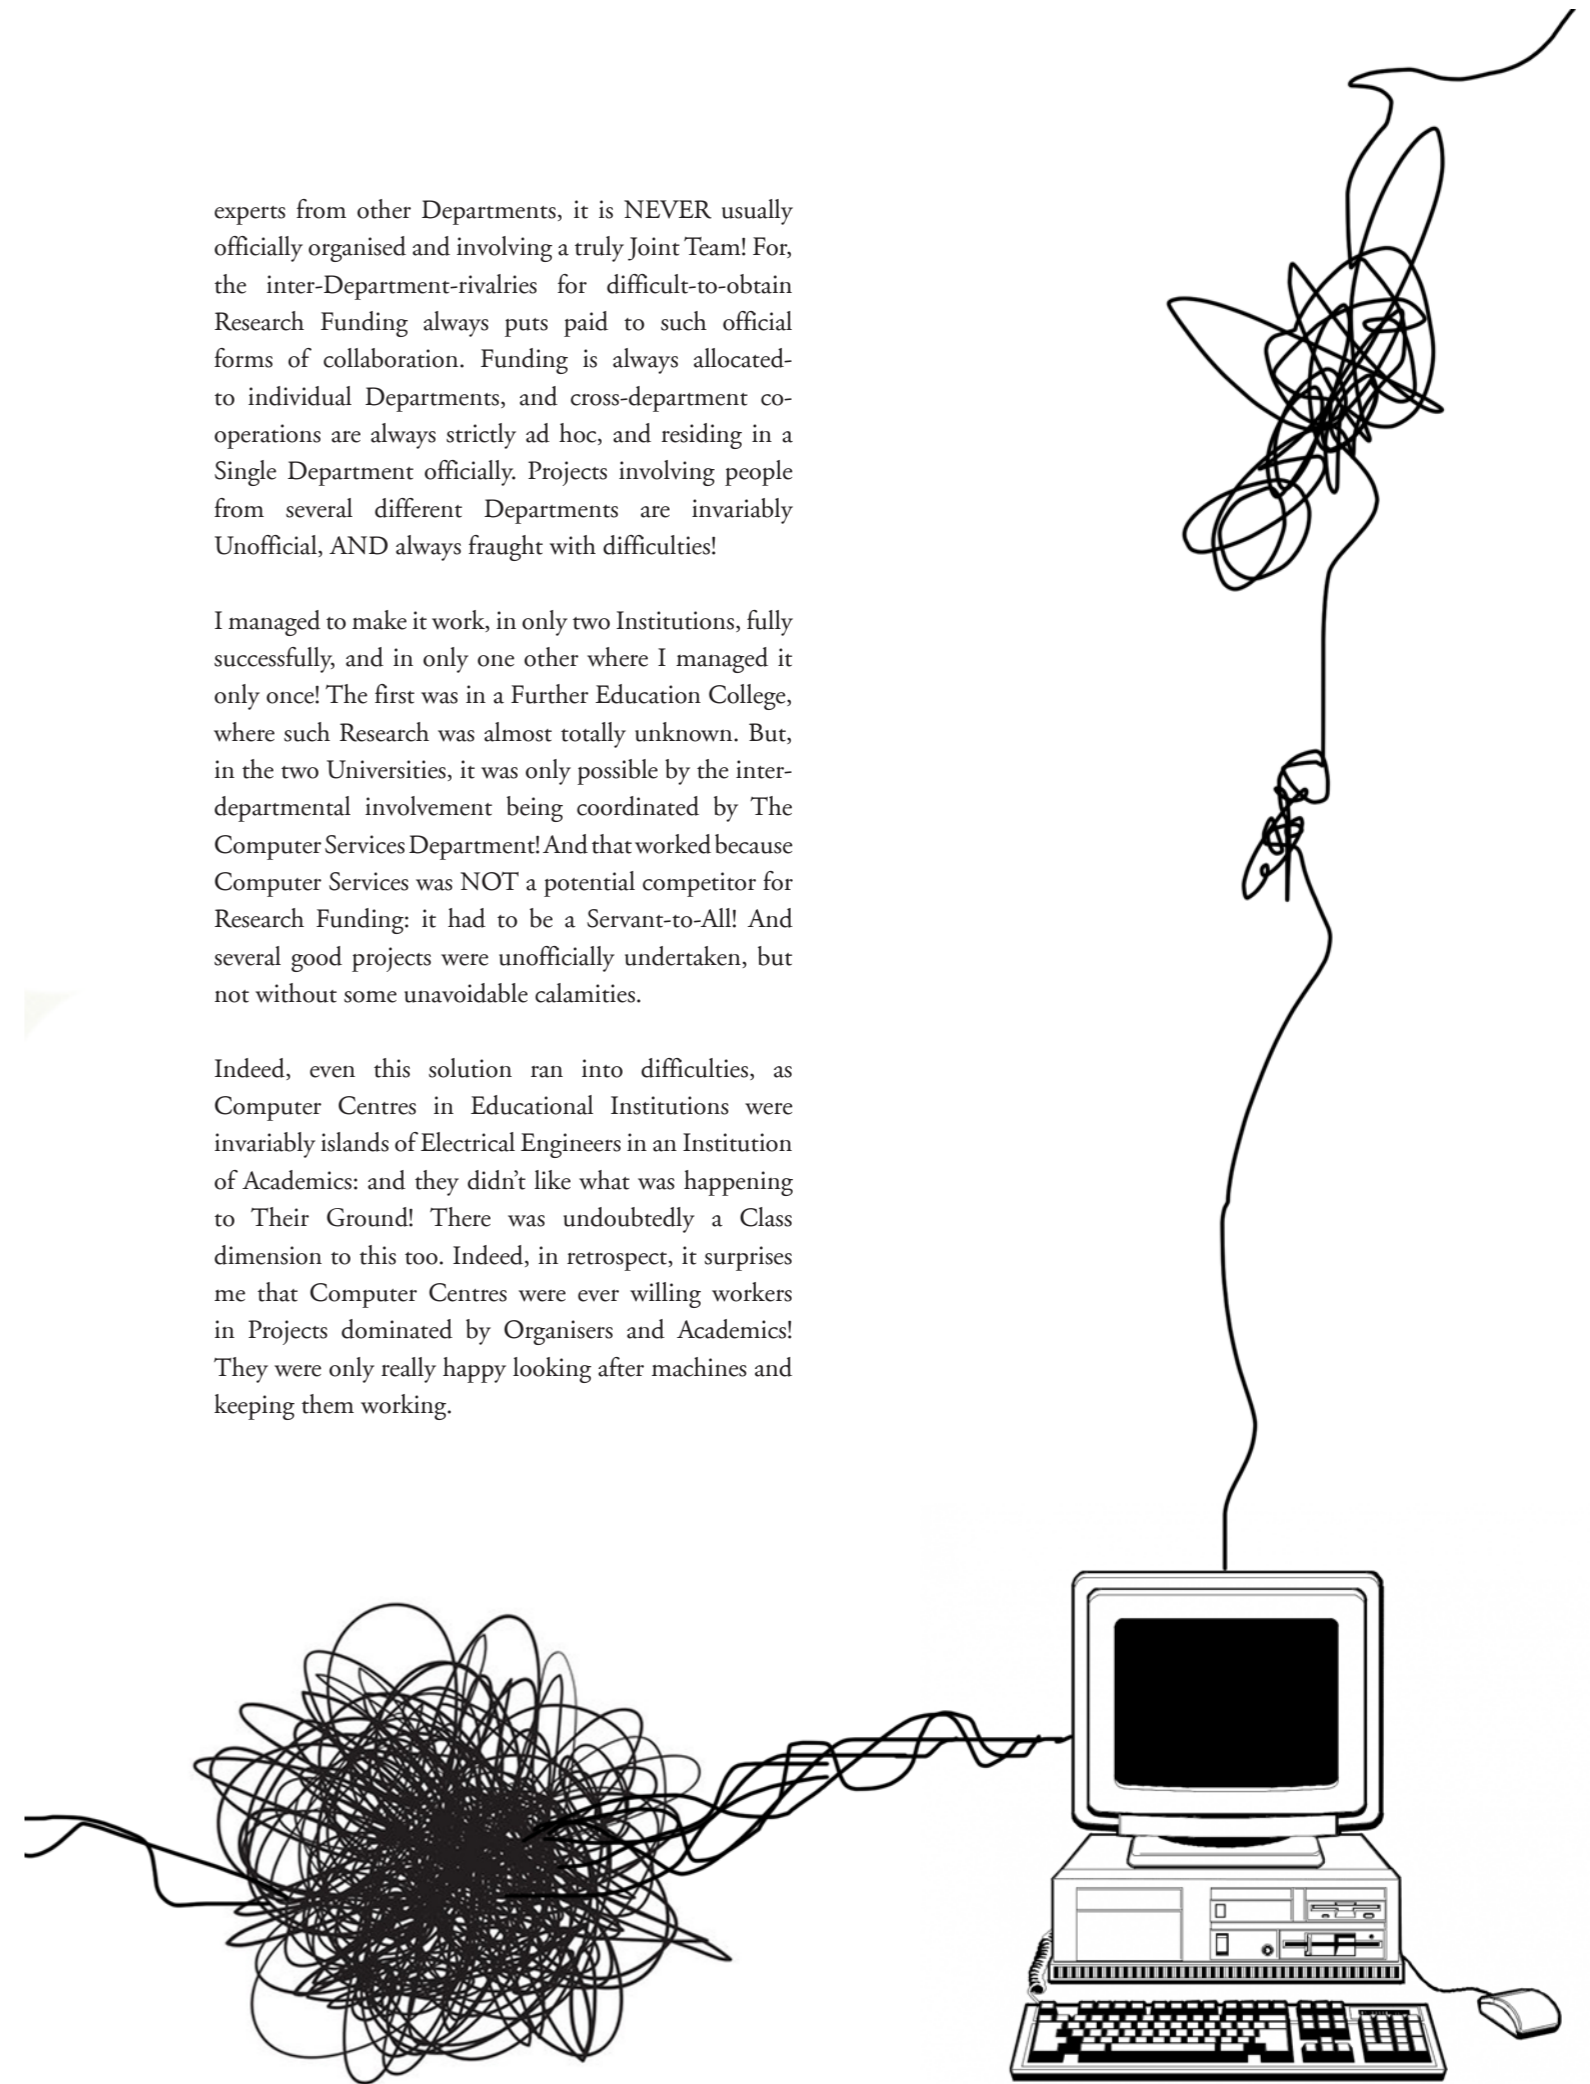 experts from other Departments, it is NEVER usually
officially organised and involving a truly Joint Team! For,
the inter-Department-rivalries for difficult-to-obtain
Research Funding always puts paid to such official
forms of collaboration. Funding is always allocated-
to individual Departments, and cross-department co-
operations are always strictly ad hoc, and residing in a
Single Department officially. Projects involving people
from several different Departments are invariably
Unofficial, AND always fraught with difficulties!
I managed to make it work, in only two Institutions, fully
successfully, and in only one other where I managed it
only once! The first was in a Further Education College,
where such Research was almost totally unknown. But,
in the two Universities, it was only possible by the inter-
departmental involvement being coordinated by The
Computer Services Department! And that worked because
Computer Services was NOT a potential competitor for
Research Funding: it had to be a Servant-to-All! And
several good projects were unofficially undertaken, but
not without some unavoidable calamities.
Indeed, even this solution ran into difficulties, as
Computer Centres in Educational Institutions were
invariably islands of Electrical Engineers in an Institution
of Academics: and they didn’t like what was happening
to Their Ground! There was undoubtedly a Class
dimension to this too. Indeed, in retrospect, it surprises
me that Computer Centres were ever willing workers
in Projects dominated by Organisers and Academics!
They were only really happy looking after machines and
keeping them working.